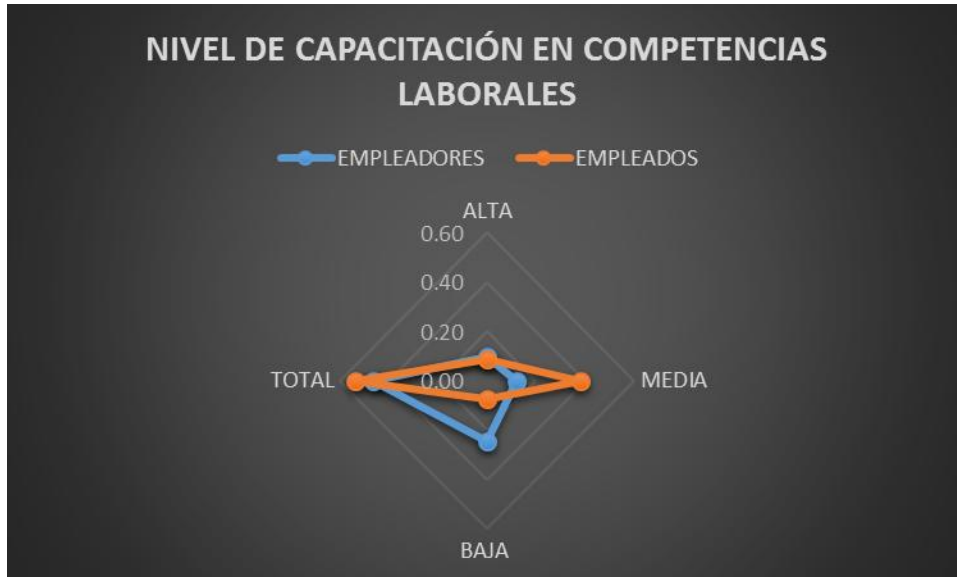 NIVEL DE CAPACITACIÓN EN COMPETENCIAS
LABORALES
EMPLEADORES EMPLEADOS
ALTA
0.60
0.40
0.20
TOTAL 0.00 MEDIA
BAJA